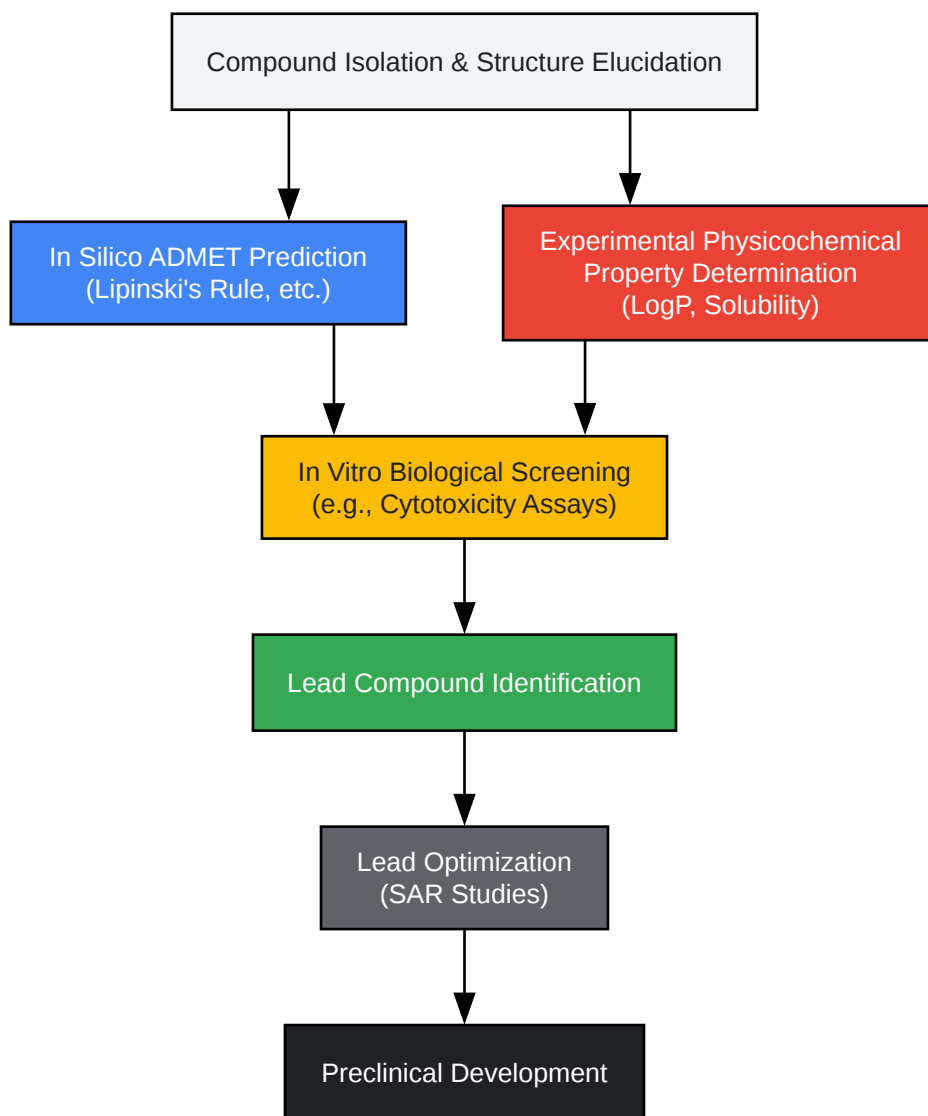 Compound Isolation & Structure Elucidation
In Silico ADMET Prediction
(Lipinski's Rule, etc.)
Experimental Physicochemical
Property Determination
(LogP, Solubility)
In Vitro Biological Screening
(e.g., Cytotoxicity Assays)
Lead Compound Identification
Lead Optimization
(SAR Studies)
Preclinical Development